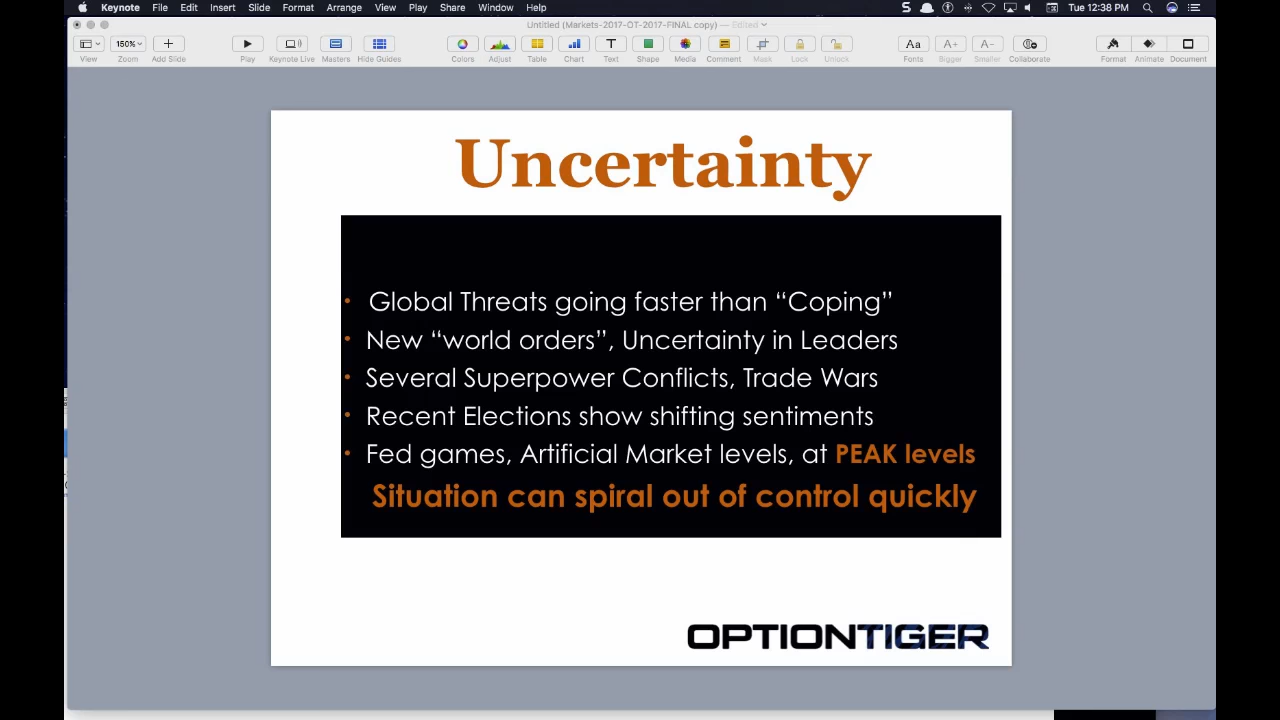 Keynote File Edit Insert Slide Format Arrange View Play Share Window Help Tue 12:38 PM
Untitled (Markets-2017-OT-2017-FINAL copy) — Edited
150%
View Zoom Add Slide Play Keynote Live Masters Hide Guides Colors Adjust Table Chart Text Shape Media Comment Mask Lock Unlock Fonts Bigger Smaller Collaborate Format Animate Document
Uncertainty
• Global Threats going faster than “Coping”
• New “world orders”, Uncertainty in Leaders
• Several Superpower Conflicts, Trade Wars
• Recent Elections show shifting sentiments
• Fed games, Artificial Market levels, at PEAK levels
Situation can spiral out of control quickly
OPTIONTIGER